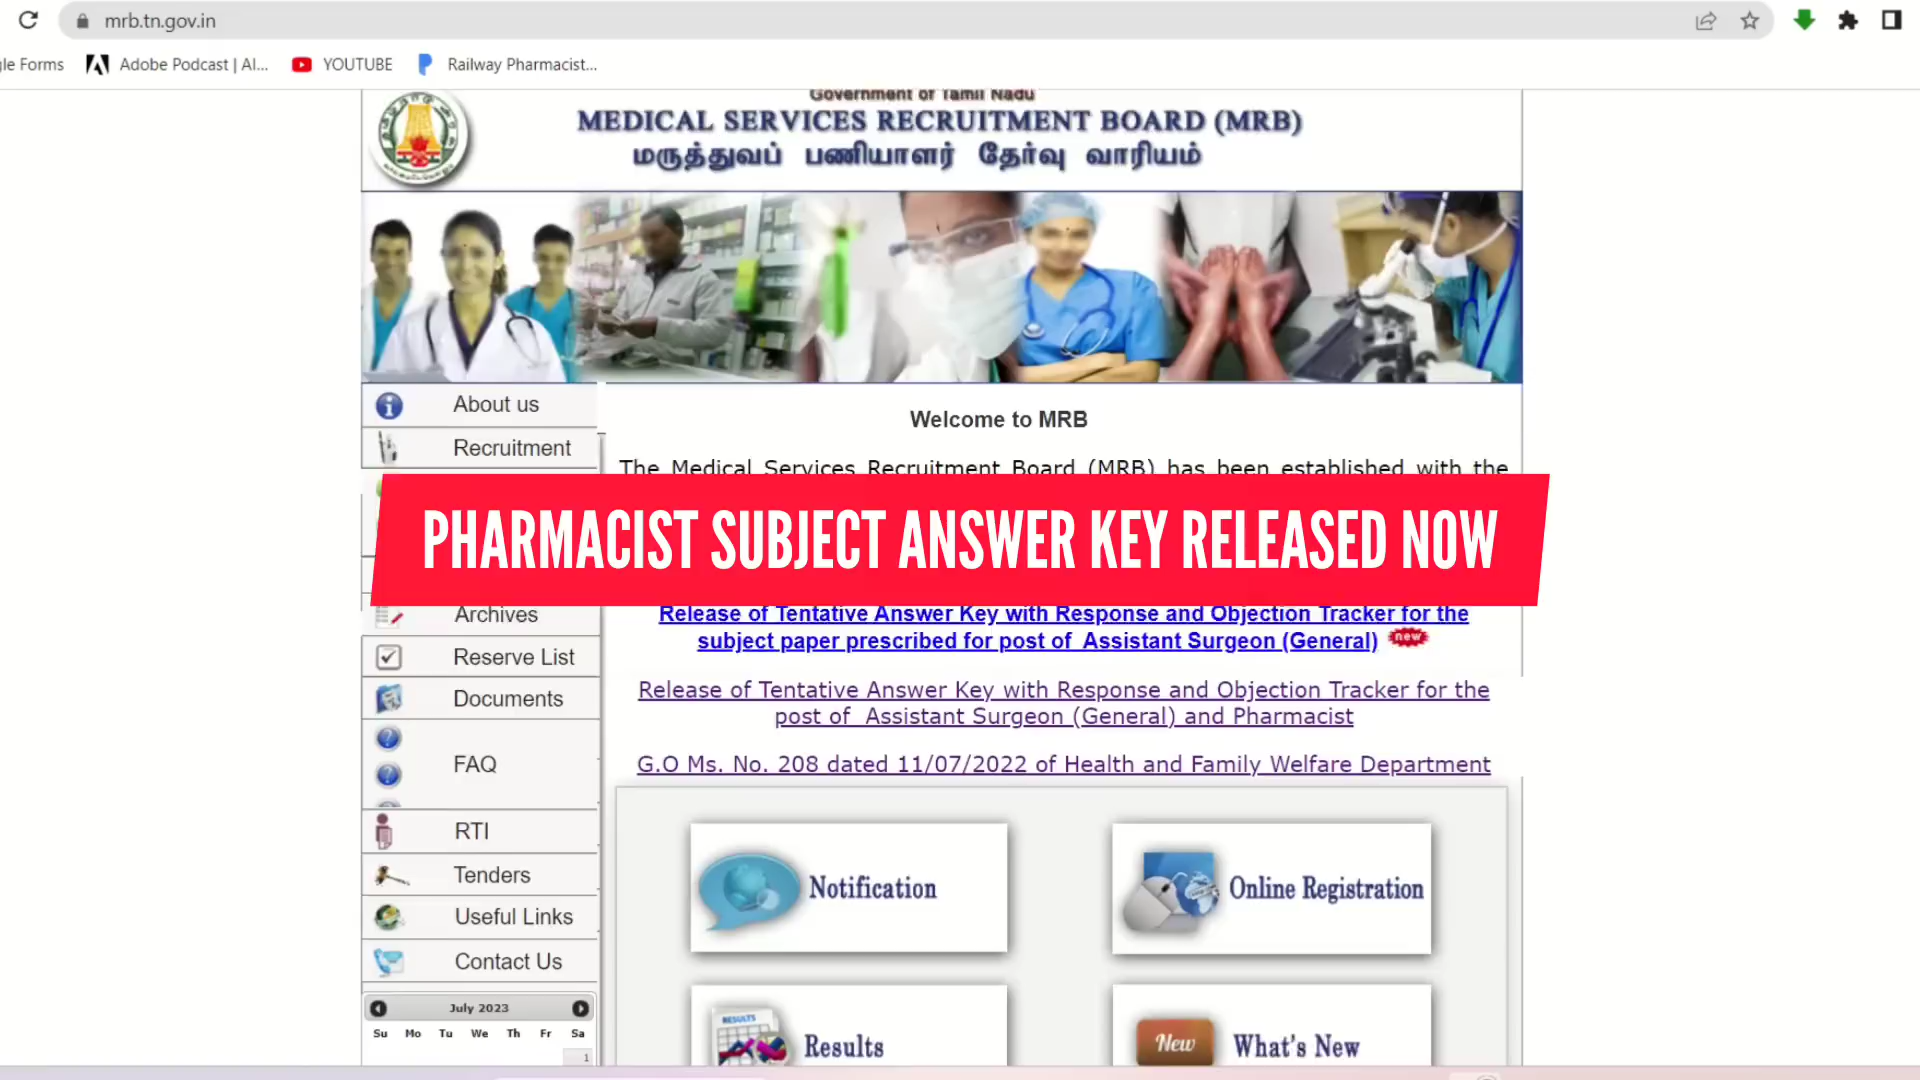 mrb.tn.gov.in
le Forms
Adobe Podcast | AI...
YOUTUBE
Railway Pharmacist...
Government of Tamil Nadu
MEDICAL SERVICES RECRUITMENT BOARD (MRB)
மருத்துவப் பணியாளர் தேர்வு வாரியம்
About us
Recruitment
Welcome to MRB
The Medical Services Recruitment Board (MRB) has been established with the
PHARMACIST SUBJECT ANSWER KEY RELEASED NOW
Archives
Reserve List
Documents
FAQ
RTI
Tenders
Useful Links
Contact Us
Release of Tentative Answer Key with Response and Objection Tracker for the
subject paper prescribed for post of Assistant Surgeon (General) new
Release of Tentative Answer Key with Response and Objection Tracker for the
post of Assistant Surgeon (General) and Pharmacist
G.O Ms. No. 208 dated 11/07/2022 of Health and Family Welfare Department
Notification
Online Registration
RESULTS
Results
New
What's New
July 2023
Su Mo Tu We Th Fr Sa
1